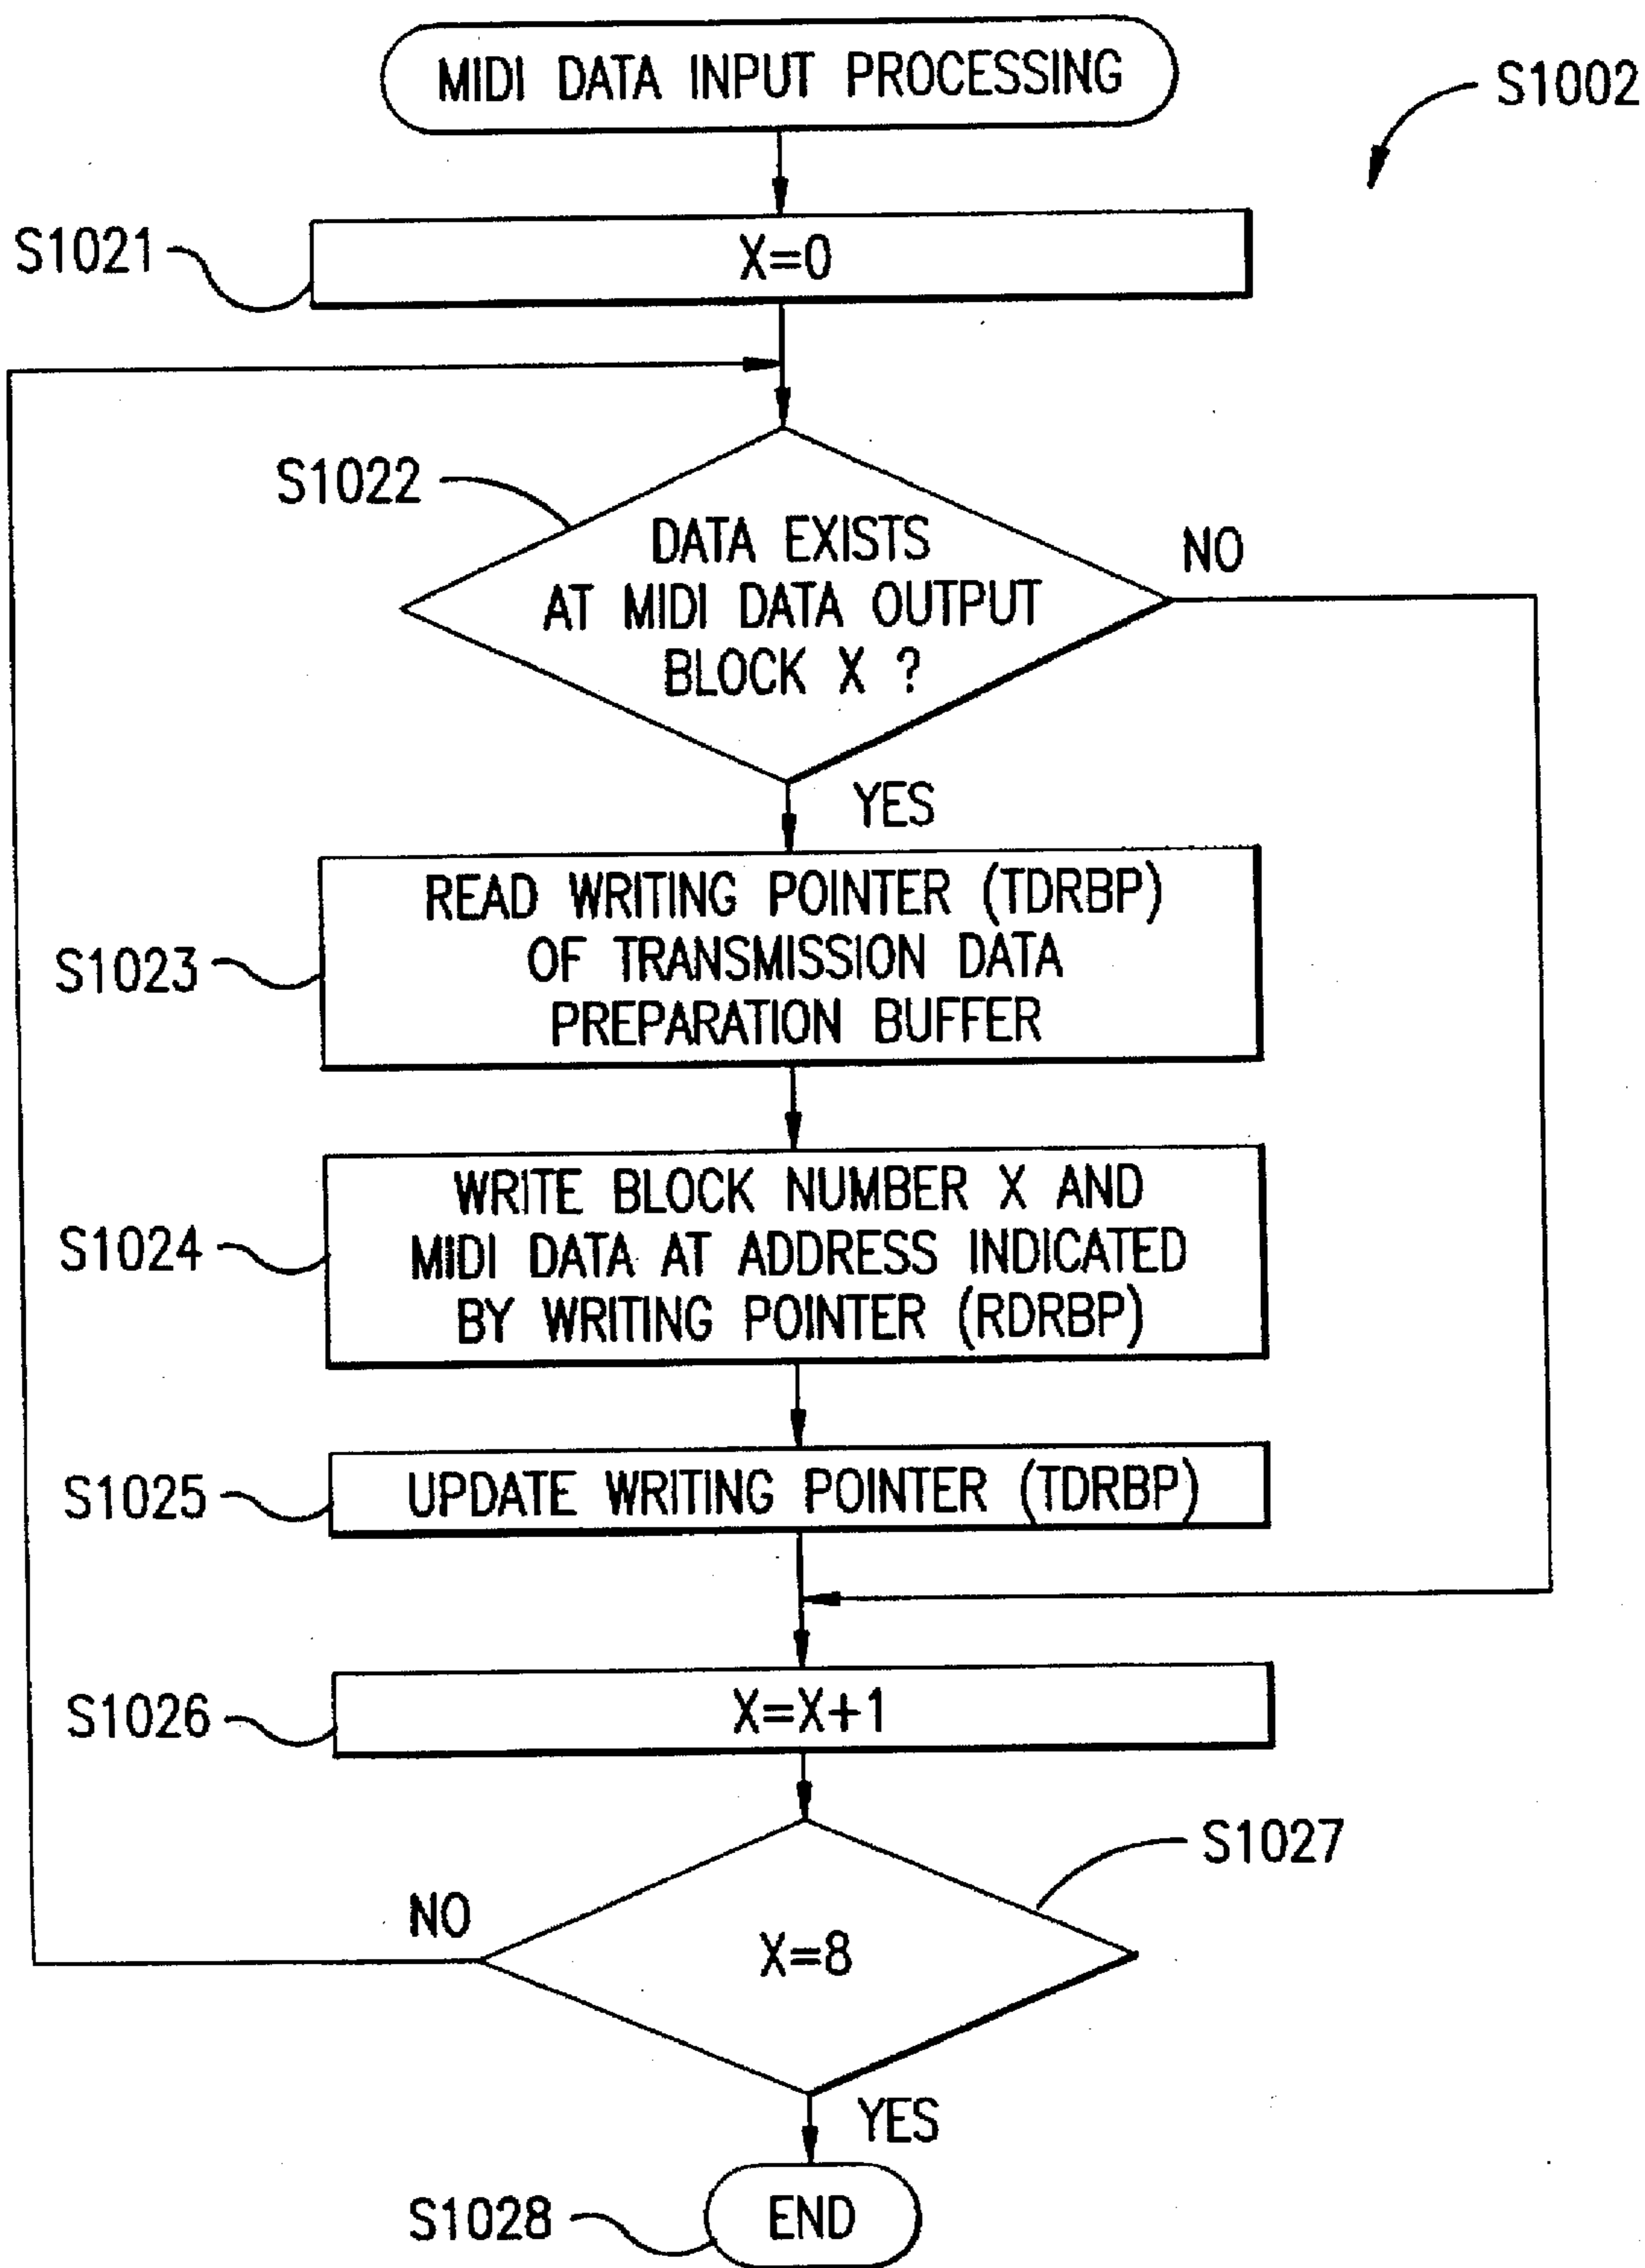 MIDI DATA INPUT PROCESSING
S1002
S1021
X=0
S1022
DATA EXISTS
AT MIDI DATA OUTPUT
BLOCK X ?
NO
YES
S1023
READ WRITING POINTER (TDRBP)
OF TRANSMISSION DATA
PREPARATION BUFFER
S1024
WRITE BLOCK NUMBER X AND
MIDI DATA AT ADDRESS INDICATED
BY WRITING POINTER (RDRBP)
S1025
UPDATE WRITING POINTER (TDRBP)
S1026
X=X+1
S1027
NO
X=8
YES
S1028
END